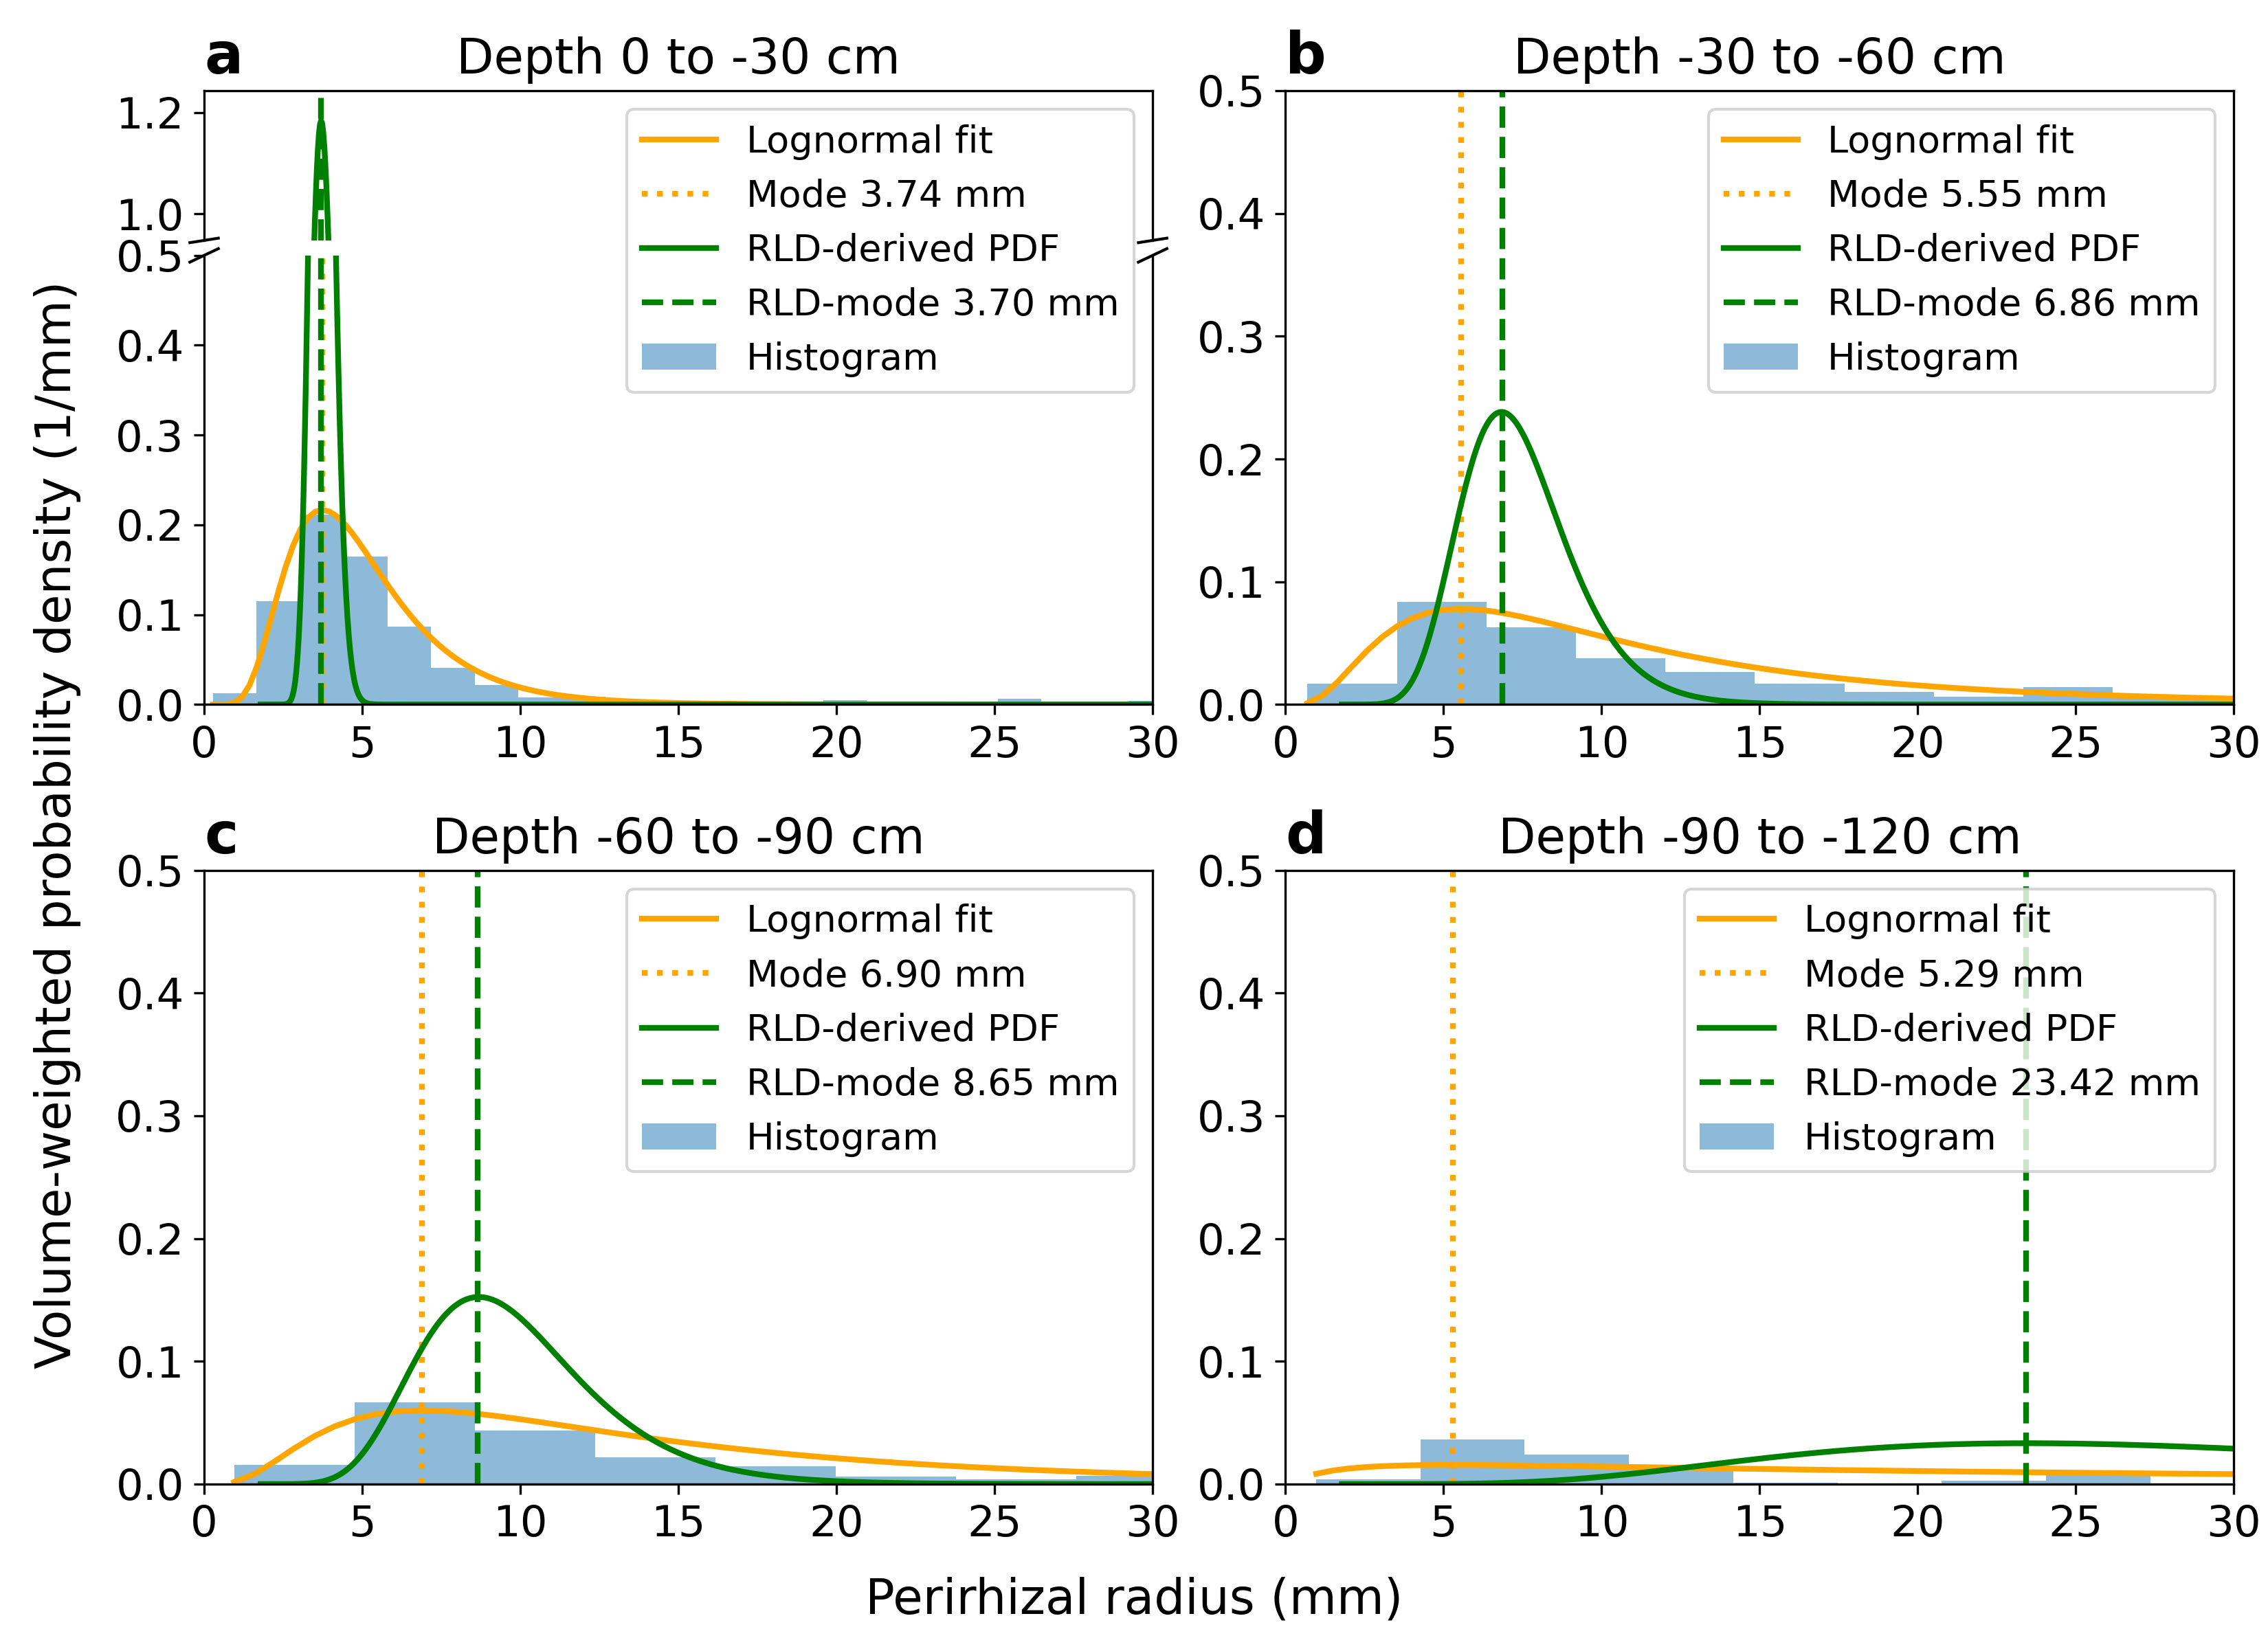 a
Depth 0 to -30 cm
1.2
1.0
0.5
0.4
0.3
0.2
0.1
0.0
0 5 10 15 20 25 30
Lognormal fit
Mode 3.74 mm
RLD-derived PDF
RLD-mode 3.70 mm
Histogram
b
Depth -30 to -60 cm
0.5
0.4
0.3
0.2
0.1
0.0
0 5 10 15 20 25 30
Lognormal fit
Mode 5.55 mm
RLD-derived PDF
RLD-mode 6.86 mm
Histogram
Volume-weighted probability density (1/mm)
c
Depth -60 to -90 cm
0.5
0.4
0.3
0.2
0.1
0.0
0 5 10 15 20 25 30
Lognormal fit
Mode 6.90 mm
RLD-derived PDF
RLD-mode 8.65 mm
Histogram
d
Depth -90 to -120 cm
0.5
0.4
0.3
0.2
0.1
0.0
0 5 10 15 20 25 30
Lognormal fit
Mode 5.29 mm
RLD-derived PDF
RLD-mode 23.42 mm
Histogram
Perirhizal radius (mm)